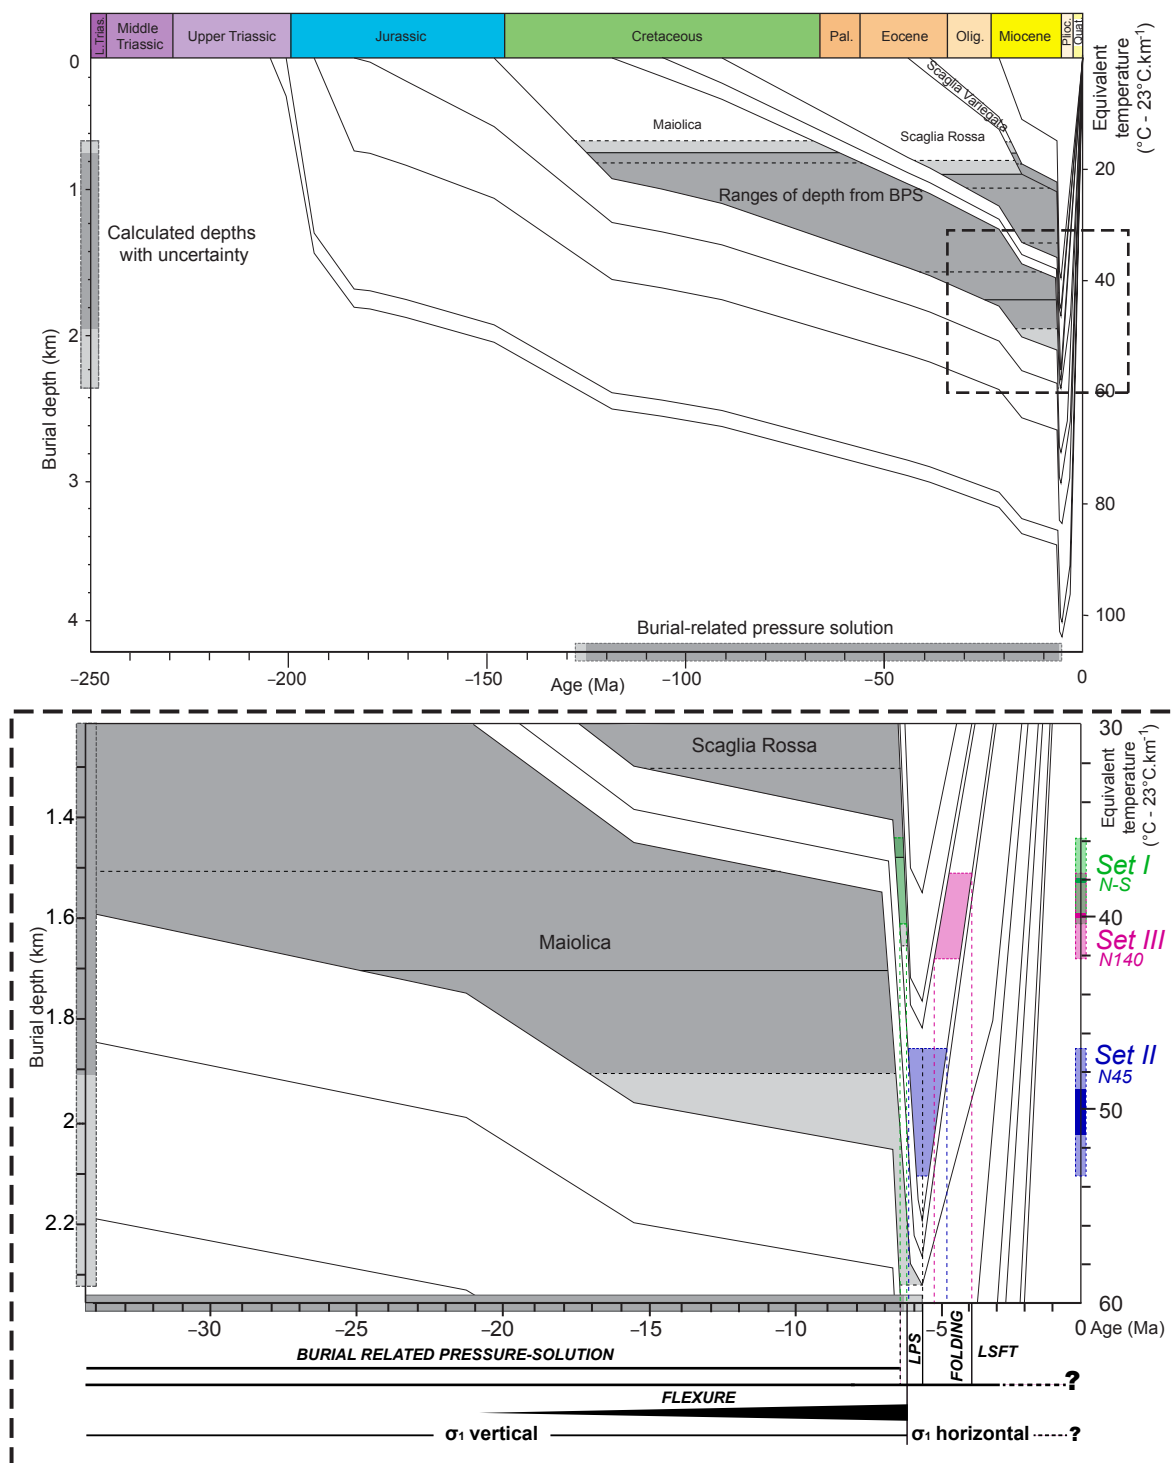 L.Trias.
Middle
Triassic
Upper Triassic
Jurassic
Cretaceous
Pal.
Eocene
Olig.
Miocene
Plioc.
Quat.
0
1
2
3
4
Burial depth (km)
Calculated depths
with uncertainty
Maiolica
Scaglia Variegata
Scaglia Rossa
Ranges of depth from BPS
Equivalent
temperature
(°C - 23°C.km⁻¹)
20
40
60
80
100
Burial-related pressure solution
−250
−200
−150
−100
−50
0
Age (Ma)
Scaglia Rossa
Maiolica
1.4
1.6
1.8
2
2.2
Burial depth (km)
30
40
50
60
Equivalent
temperature
(°C - 23°C.km⁻¹)
Set I
N-S
Set III
N140
Set II
N45
−30
−25
−20
−15
−10
−5
0 Age (Ma)
BURIAL RELATED PRESSURE-SOLUTION
LPS
FOLDING
LSFT
?
FLEXURE
σ₁ vertical
σ₁ horizontal
?